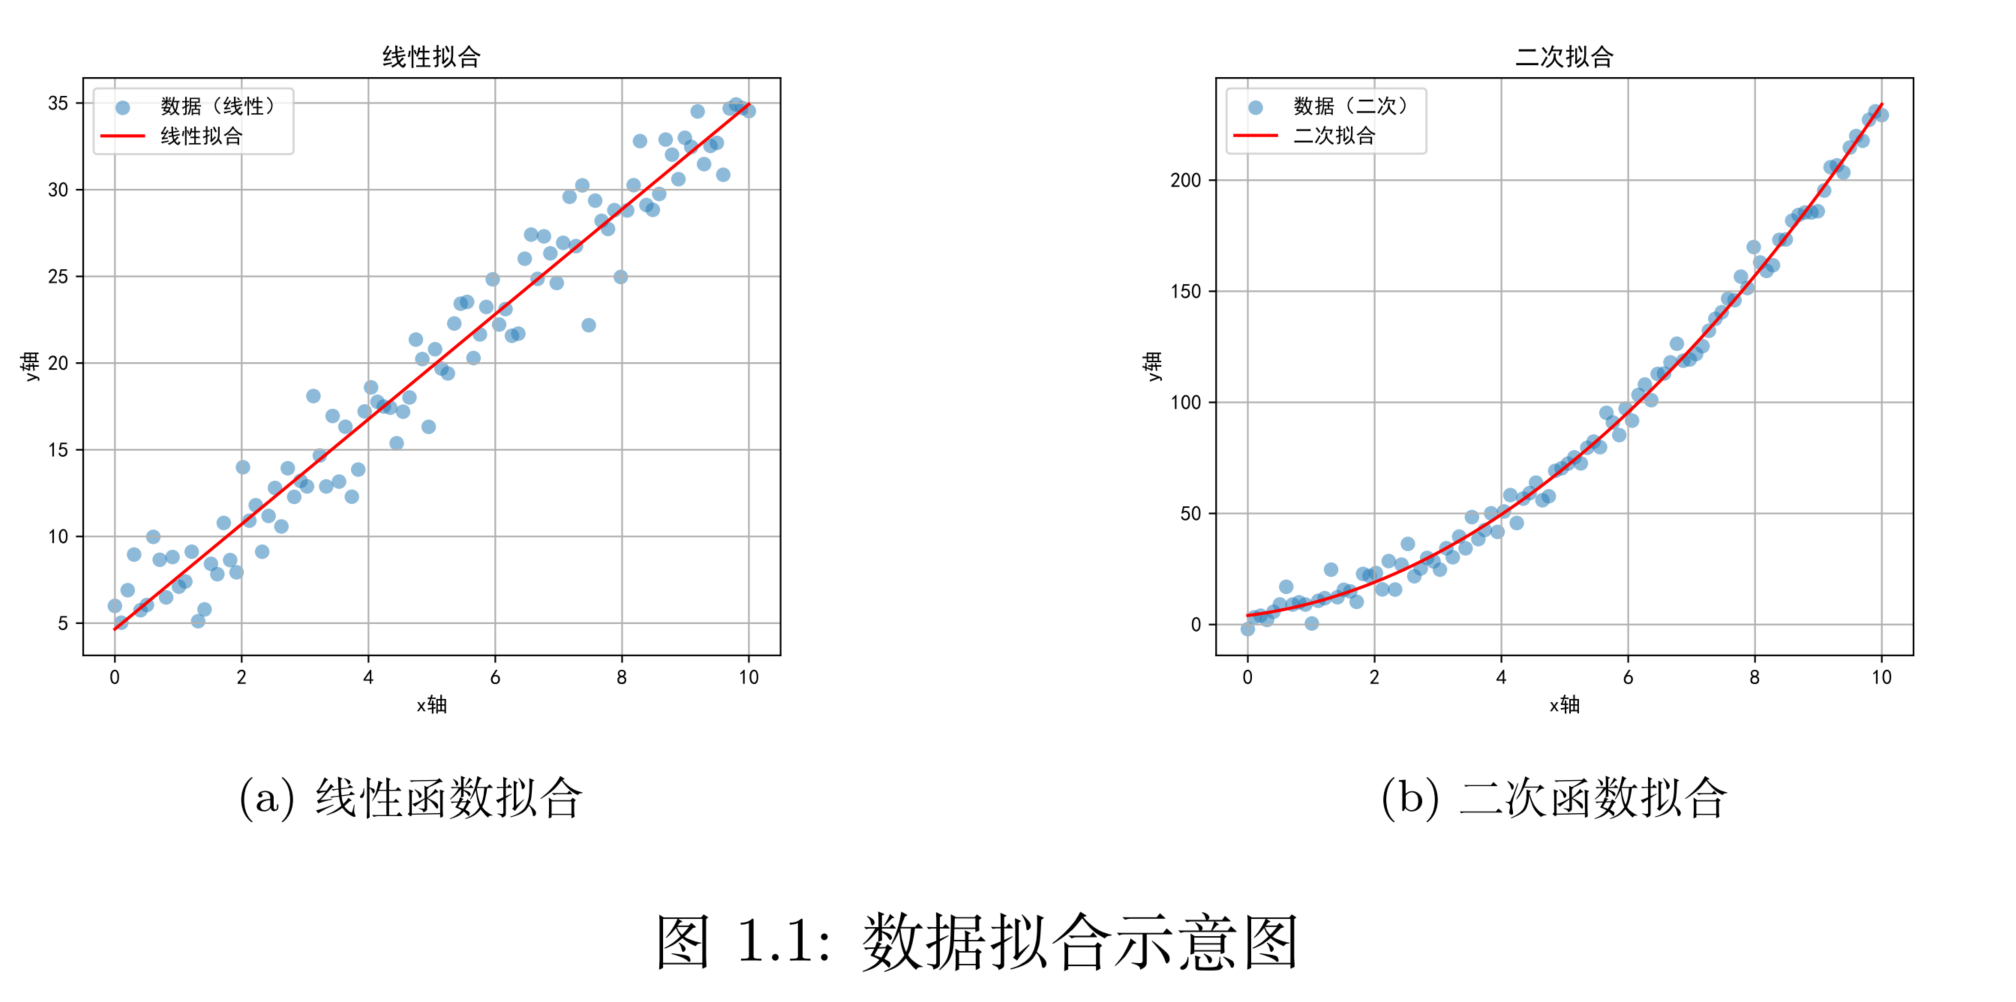 线性拟合
数据（线性）
线性拟合
35
30
25
20
15
10
5
y轴
0 2 4 6 8 10
x轴
(a) 线性函数拟合
二次拟合
数据（二次）
二次拟合
200
150
100
50
0
y轴
0 2 4 6 8 10
x轴
(b) 二次函数拟合
图 1.1: 数据拟合示意图